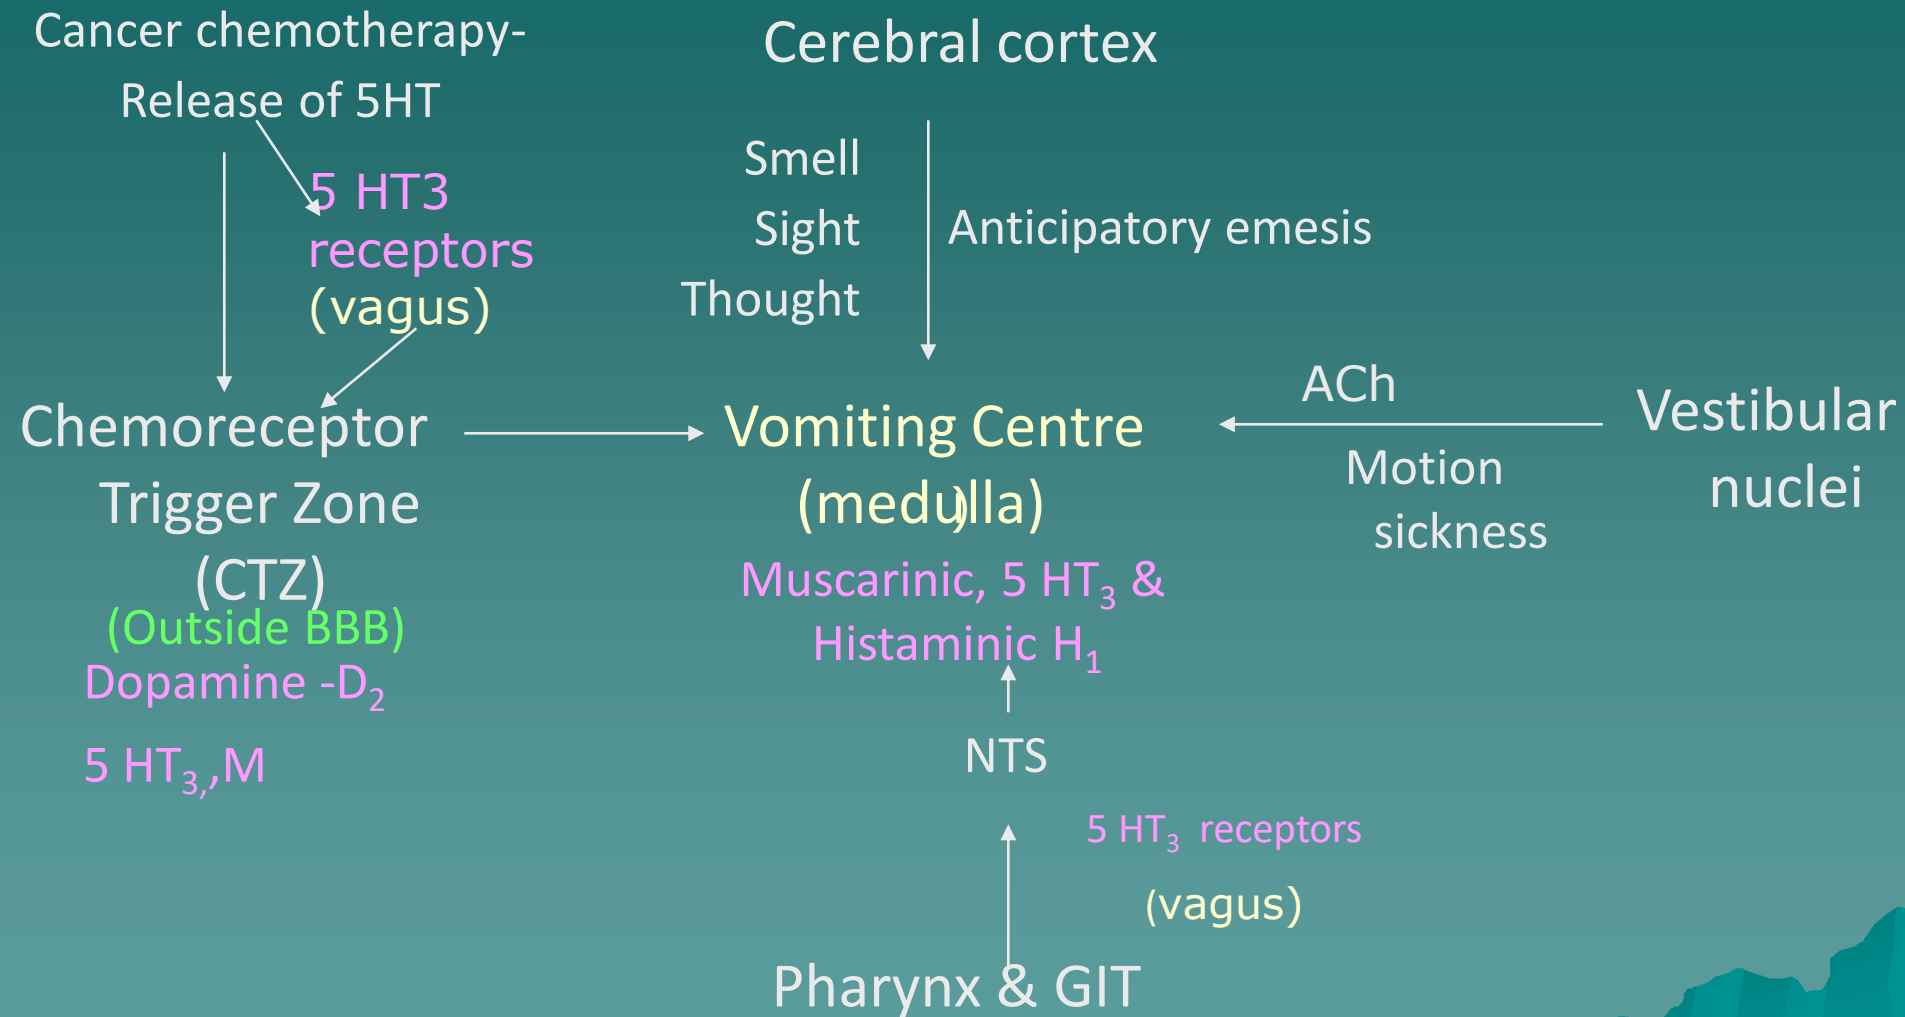 Cancer chemotherapy-
Release of 5HT
5 HT3
receptors
(vagus)
Cerebral cortex
Smell
Sight
Thought
Anticipatory emesis
Chemoreceptor
Trigger Zone
(CTZ)
(Outside BBB)
Dopamine -D₂
5 HT₃,,M
Vomiting Centre
(medulla)
)
Muscarinic, 5 HT₃ &
Histaminic H₁
ACh
Motion
sickness
Vestibular
nuclei
NTS
5 HT₃ receptors
(vagus)
Pharynx & GIT